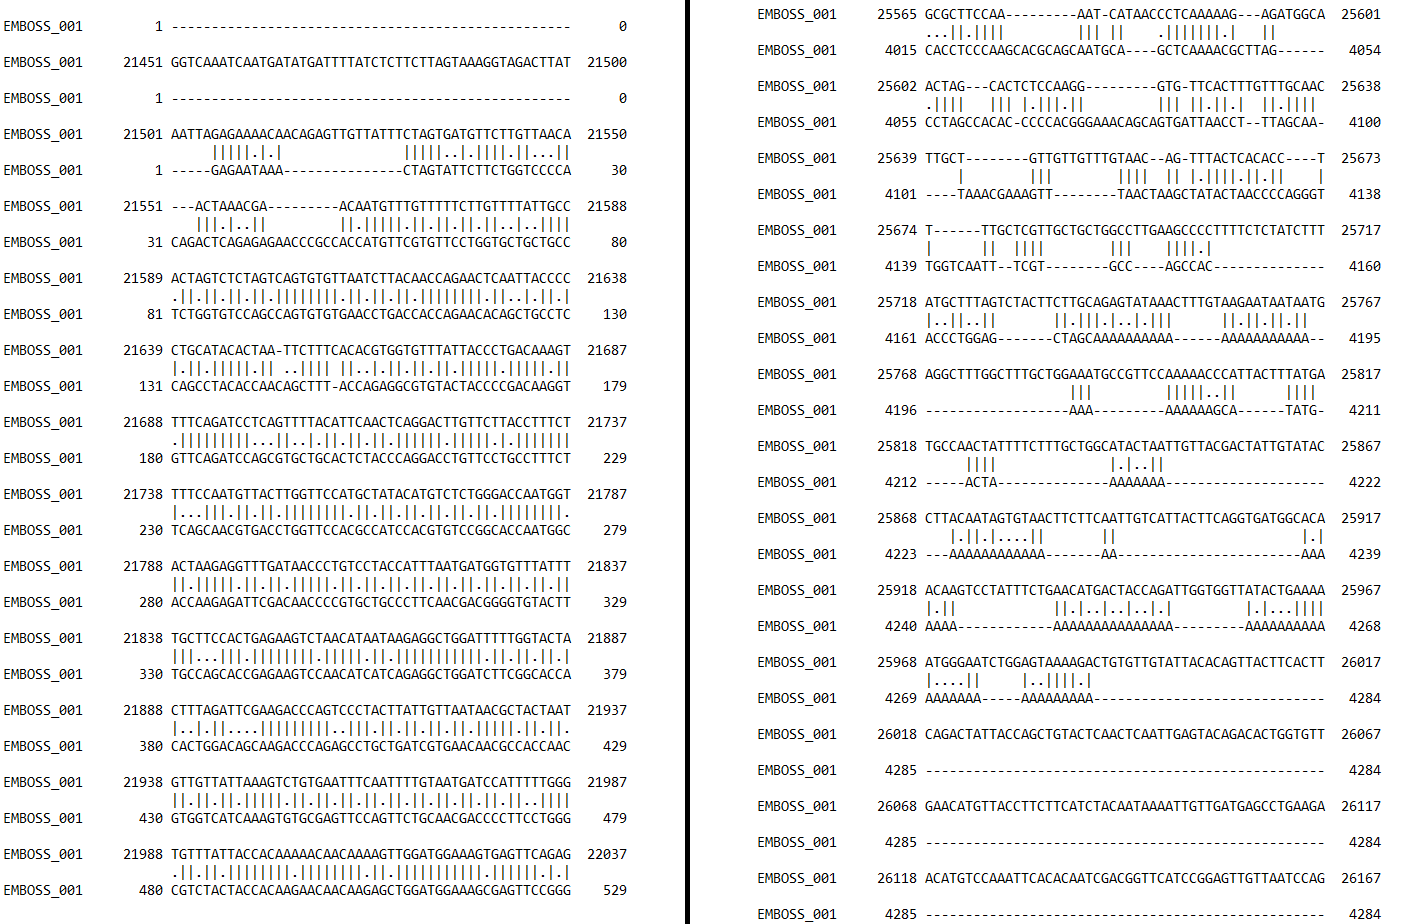 EMBOSS_001 1 -------------------------------------------------- 0
EMBOSS_001 21451 GGTCAAATCAATGATATGATTTTATCTCTTCTTAGTAAAGGTAGACTTAT 21500
EMBOSS_001 1 -------------------------------------------------- 0
EMBOSS_001 21501 AATTAGAGAAAACAACAGAGTTGTTATTTCTAGTGATGTTCTTGTTAACA 21550
|||||.|.| |||||..|.||||.||...||
EMBOSS_001 1 -----GAGAATAAA---------------CTAGTATTCTTCTGGTCCCCA 30
EMBOSS_001 21551 ---ACTAAACGA---------ACAATGTTTGTTTTTCTTGTTTTATTGCC 21588
|||.|..|| ||.|||||.||.||.||.||.||..||||
EMBOSS_001 31 CAGACTCAGAGAGAACCCGCCACCATGTTCGTGTTCCTGGTGCTGCTGCC 80
EMBOSS_001 21589 ACTAGTCTCTAGTCAGTGTGTTAATCTTACAACCAGAACTCAATTACCCC 21638
.||.||.||.||.||||||||.||.||.||.||||||||.||..|.||.|
EMBOSS_001 81 TCTGGTGTCCAGCCAGTGTGTGAACCTGACCACCAGAACACAGCTGCCTC 130
EMBOSS_001 21639 CTGCATACACTAA-TTCTTTCACACGTGGTGTTTATTACCCTGACAAAGT 21687
|.||.|||||.|| ..|||| ||..|.||.||.||.|||||.|||||.||
EMBOSS_001 131 CAGCCTACACCAACAGCTTT-ACCAGAGGCGTGTACTACCCCGACAAGGT 179
EMBOSS_001 21688 TTTCAGATCCTCAGTTTTACATTCAACTCAGGACTTGTTCTTACCTTTCT 21737
.|||||||||...||..|.||.||.||.|||||||.|||||.|.|||||||
EMBOSS_001 180 GTTCAGATCCAGCGTGCTGCACTCTACCCAGGACCTGTTCCTGCCTTTCT 229
EMBOSS_001 21738 TTTCCAATGTTACTTGGTTCCATGCTATACATGTCTCTGGGACCAATGGT 21787
|...||.||.||.||||||||.||.||.||.||.||.||.||||||||.
EMBOSS_001 230 TCAGCAACGTGACCTGGTTCCACGCCATCCACGTGTCCGGCACCAATGGC 279
EMBOSS_001 21788 ACTAAGAGGTTTGATAACCCTGTCCTACCATTTAATGATGGTGTTTATTT 21837
||.|||||.||.||.||.||.||.||.||.||.||.||.||.||.||.||
EMBOSS_001 280 ACCAAGAGATTCGACAACCCCGTGCTGCCCTTCAACGACGGGGTGTACTT 329
EMBOSS_001 21838 TGCTTCCACTGAGAAGTCTAACATAATAAGAGGCTGGATTTTTGGTACTA 21887
|||...|||.||||||||.|||||.||.|||||||||||.||.||.||.|
EMBOSS_001 330 TGCCAGCACCGAGAAGTCCAACATCATCAGAGGCTGGATCTTCGGCACCA 379
EMBOSS_001 21888 CTTTAGATTCGAAGACCCAGTCCCTACTTATTGTTAATAACGCTACTAAT 21937
|..|.||....||||||||||..|||.||.||.||.||.|||||.||.||.
EMBOSS_001 380 CACTGGACAGCAAGACCCAGAGCCTGCTGATCGTGAACAACGCCACCAAC 429
EMBOSS_001 21938 GTTGTTATTAAAGTCTGTGAATTTCAATTTTGTAATGATCCATTTTTGGG 21987
||.||.||.|||||.|||||.||.||.||.||.||.||.||.||..||||
EMBOSS_001 430 GTGGTCATCAAAGTGTGCGAGTTCCAGTTCTGCAACGACCCCTTCCTGGG 479
EMBOSS_001 21988 TGTTTATTACCACAAAAACAACAAAAGTTGGATGGAAAGTGAGTTCAGAG 22037
.||.||.||||||||.||||||||.||.|||||||||||.||||||.|.|
EMBOSS_001 480 CGTCTACTACCACAAGAACAACAAGAGCTGGATGGAAAGCGAGTTCCGGG 529
EMBOSS_001 25565 GCGCTTCCAA---------AAT-CATAACCCTCAAAAAG---AGATGGCA 25601
...||.|||| ||| || .|||||||.| ||
EMBOSS_001 4015 CACCTCCCAAGCACGCAGCAATGCA----GCTCAAAACGCTTAG------ 4054
EMBOSS_001 25602 ACTAG---CACTCTCCAAGG---------GTG-TTCACTTTGTTTGCAAC 25638
.|||| ||| |.|||.|| ||| ||.||.| ||.||||
EMBOSS_001 4055 CCTAGCCACAC-CCCCACGGGAAACAGCAGTGATTAACCT--TTAGCAA- 4100
EMBOSS_001 25639 TTGCT--------GTTGTTGTTTGTAAC--AG-TTTACTCACACC----T 25673
| ||| |||| || |.||||.||.|| |
EMBOSS_001 4101 ----TAAACGAAAGTT--------TAACTAAGCTATACTAACCCCAGGGT 4138
EMBOSS_001 25674 T------TTGCTCGTTGCTGCTGGCCTTGAAGCCCCTTTTCTCTATCTTT 25717
| || |||| ||| ||||.|
EMBOSS_001 4139 TGGTCAATT--TCGT--------GCC----AGCCAC-------------- 4160
EMBOSS_001 25718 ATGCTTTAGTCTACTTCTTGCAGAGTATAAACTTTGTAAGAATAATAATG 25767
|..||..|| ||.|||.|..|.||| ||.||.||.||
EMBOSS_001 4161 ACCCTGGAG-------CTAGCAAAAAAAAAA------AAAAAAAAAAA-- 4195
EMBOSS_001 25768 AGGCTTTGGCTTTGCTGGAAATGCCGTTCCAAAAACCCATTACTTTATGA 25817
||| |||||..|| ||||
EMBOSS_001 4196 ------------------AAA---------AAAAAAGCA------TATG- 4211
EMBOSS_001 25818 TGCCAACTATTTTCTTTGCTGGCATACTAATTGTTACGACTATTGTATAC 25867
|||| |.|..||
EMBOSS_001 4212 -----ACTA--------------AAAAAAA-------------------- 4222
EMBOSS_001 25868 CTTACAATAGTGTAACTTCTTCAATTGTCATTACTTCAGGTGATGGCACA 25917
|.||.|....|| || |.|
EMBOSS_001 4223 ---AAAAAAAAAAAA-------AA-----------------------AAA 4239
EMBOSS_001 25918 ACAAGTCCTATTTCTGAACATGACTACCAGATTGGTGGTTATACTGAAAA 25967
|.|| ||.|..|..|..|.| |.|...||||
EMBOSS_001 4240 AAAA------------AAAAAAAAAAAAAAA---------AAAAAAAAAA 4268
EMBOSS_001 25968 ATGGGAATCTGGAGTAAAAGACTGTGTTGTATTACACAGTTACTTCACTT 26017
|....|| |..||||.|
EMBOSS_001 4269 AAAAAAA-----AAAAAAAAA----------------------------- 4284
EMBOSS_001 26018 CAGACTATTACCAGCTGTACTCAACTCAATTGAGTACAGACACTGGTGTT 26067
EMBOSS_001 4285 -------------------------------------------------- 4284
EMBOSS_001 26068 GAACATGTTACCTTCTTCATCTACAATAAAATTGTTGATGAGCCTGAAGA 26117
EMBOSS_001 4285 -------------------------------------------------- 4284
EMBOSS_001 26118 ACATGTCCAAATTCACACAATCGACGGTTCATCCGGAGTTGTTAATCCAG 26167
EMBOSS_001 4285 -------------------------------------------------- 4284